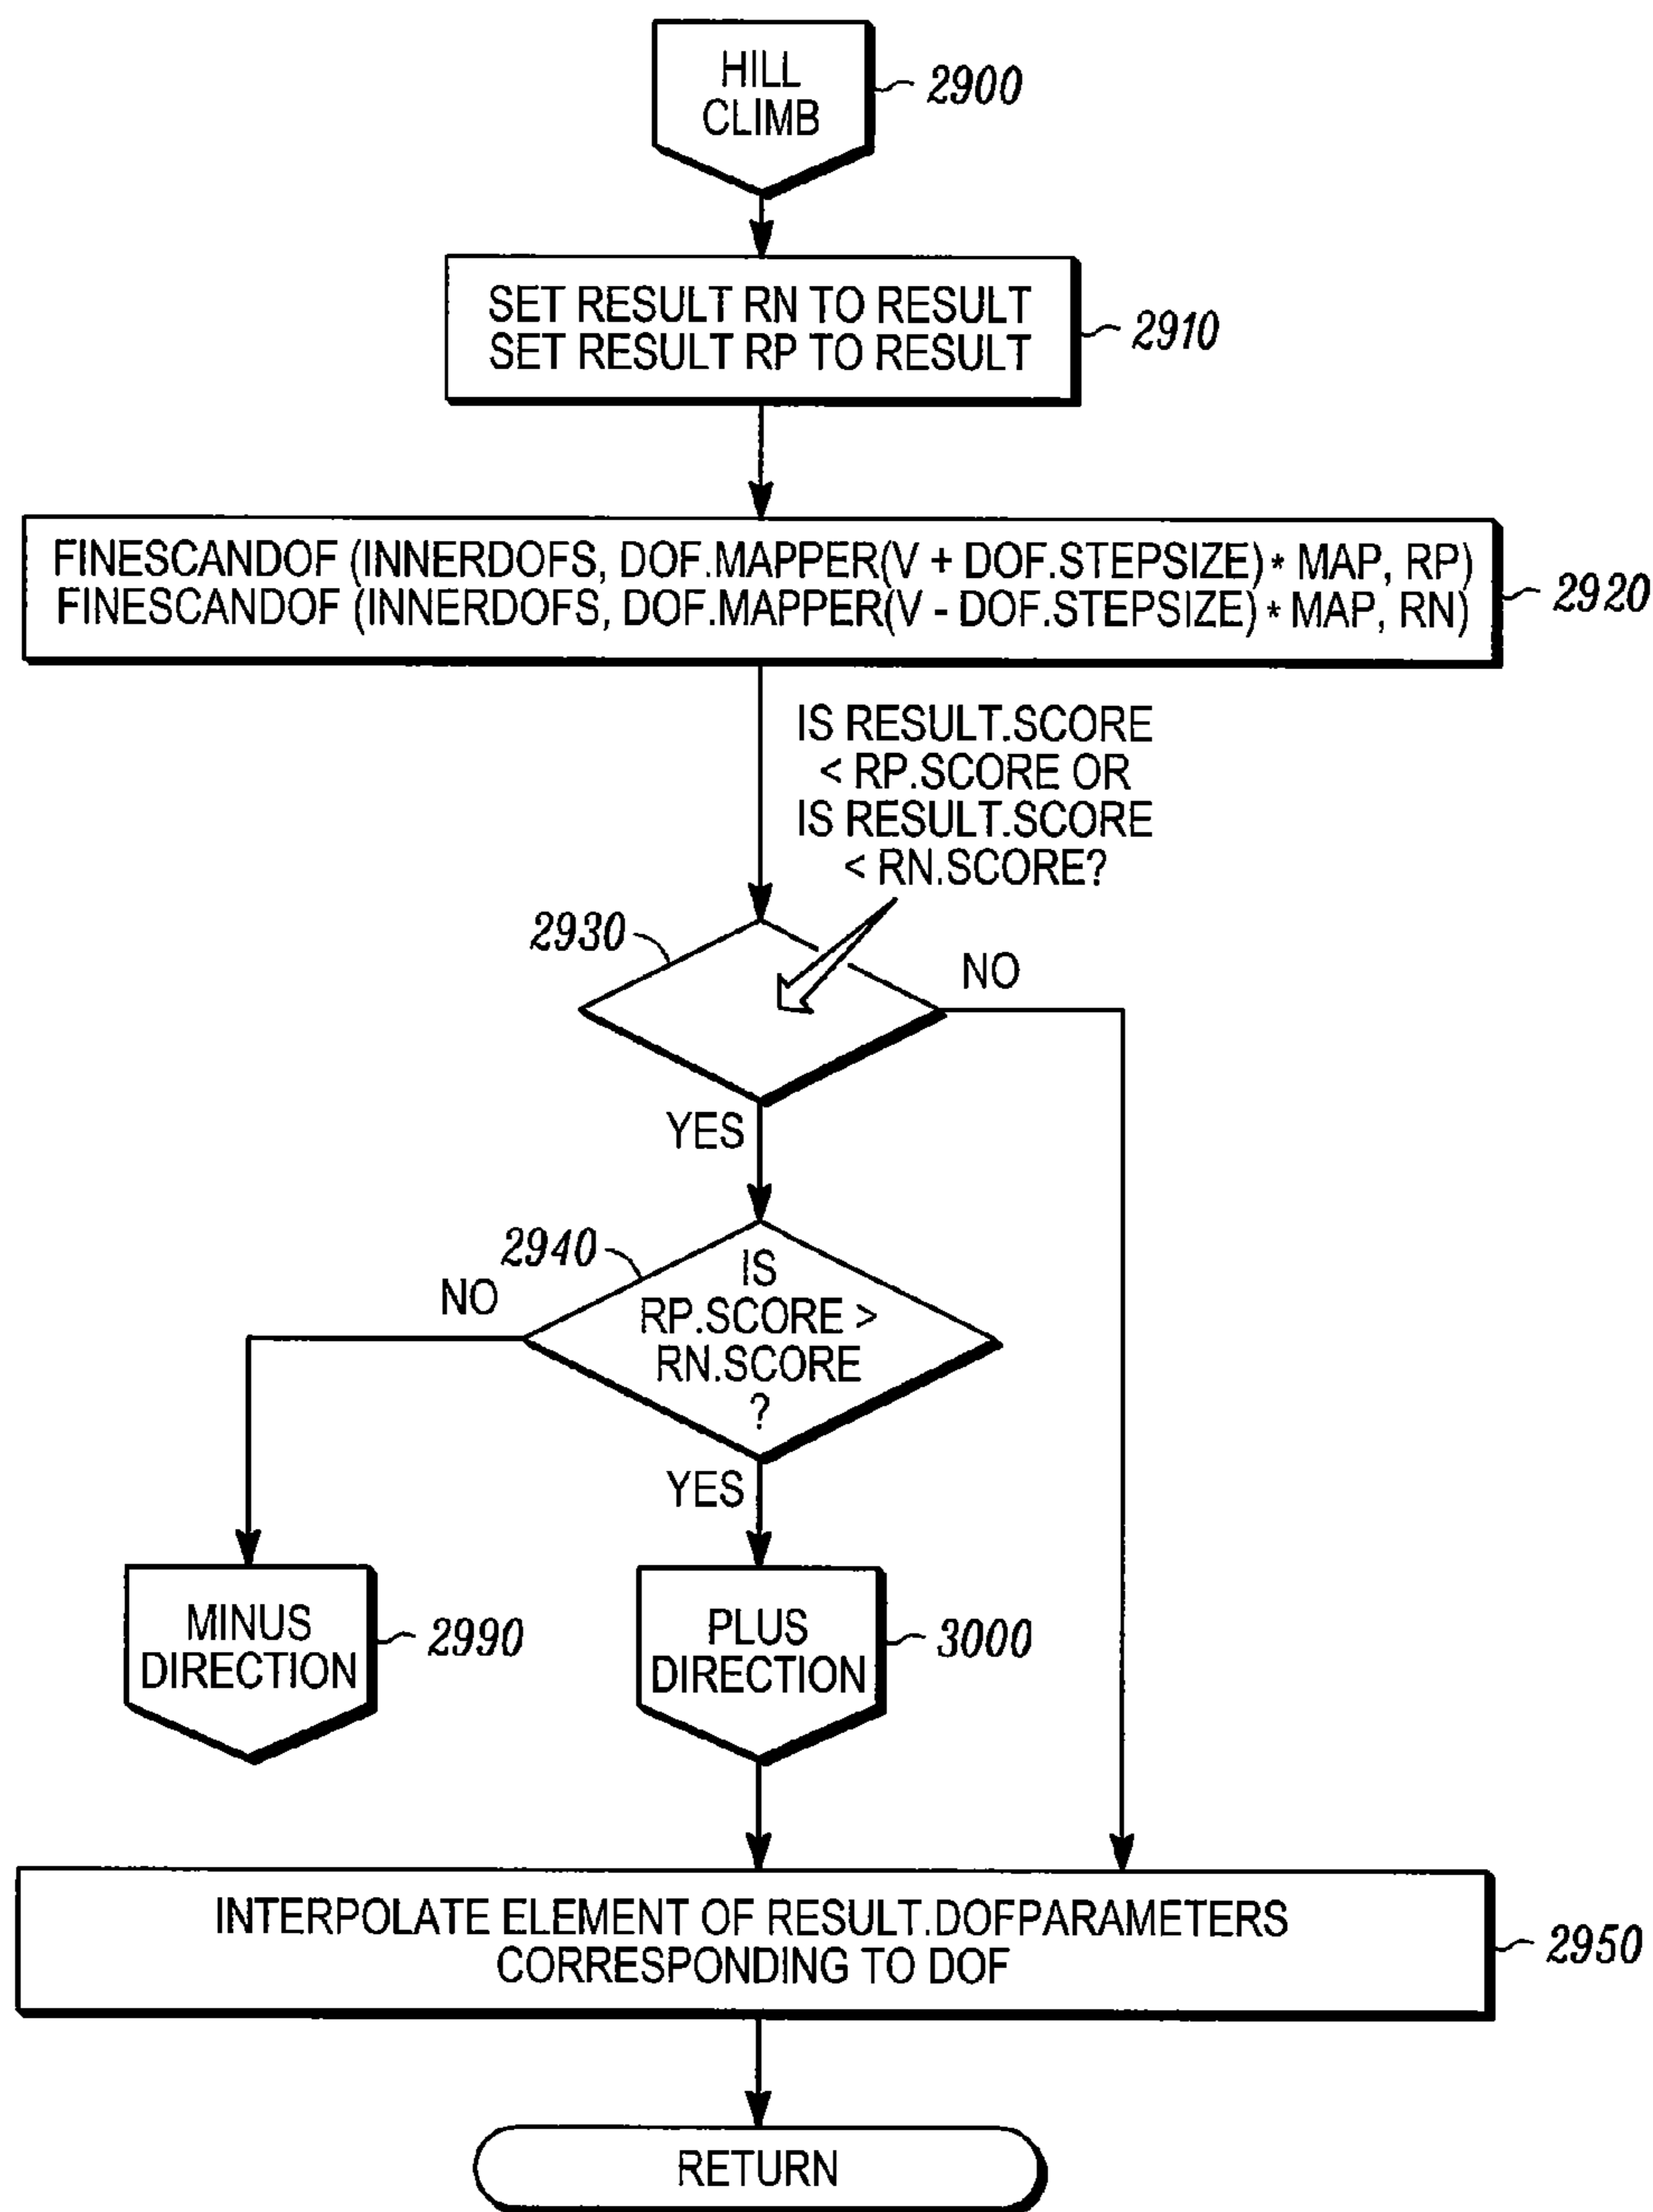 HILL
CLIMB
2900
SET RESULT RN TO RESULT
SET RESULT RP TO RESULT
2910
FINESCANDOF (INNERDOFS, DOF.MAPPER(V + DOF.STEPSIZE) * MAP, RP)
FINESCANDOF (INNERDOFS, DOF.MAPPER(V - DOF.STEPSIZE) * MAP, RN)
2920
IS RESULT.SCORE
< RP.SCORE OR
IS RESULT.SCORE
< RN.SCORE?
2930
NO
YES
2940
NO
IS
RP.SCORE >
RN.SCORE
?
YES
MINUS
DIRECTION
2990
PLUS
DIRECTION
3000
INTERPOLATE ELEMENT OF RESULT.DOFPARAMETERS
CORRESPONDING TO DOF
2950
RETURN